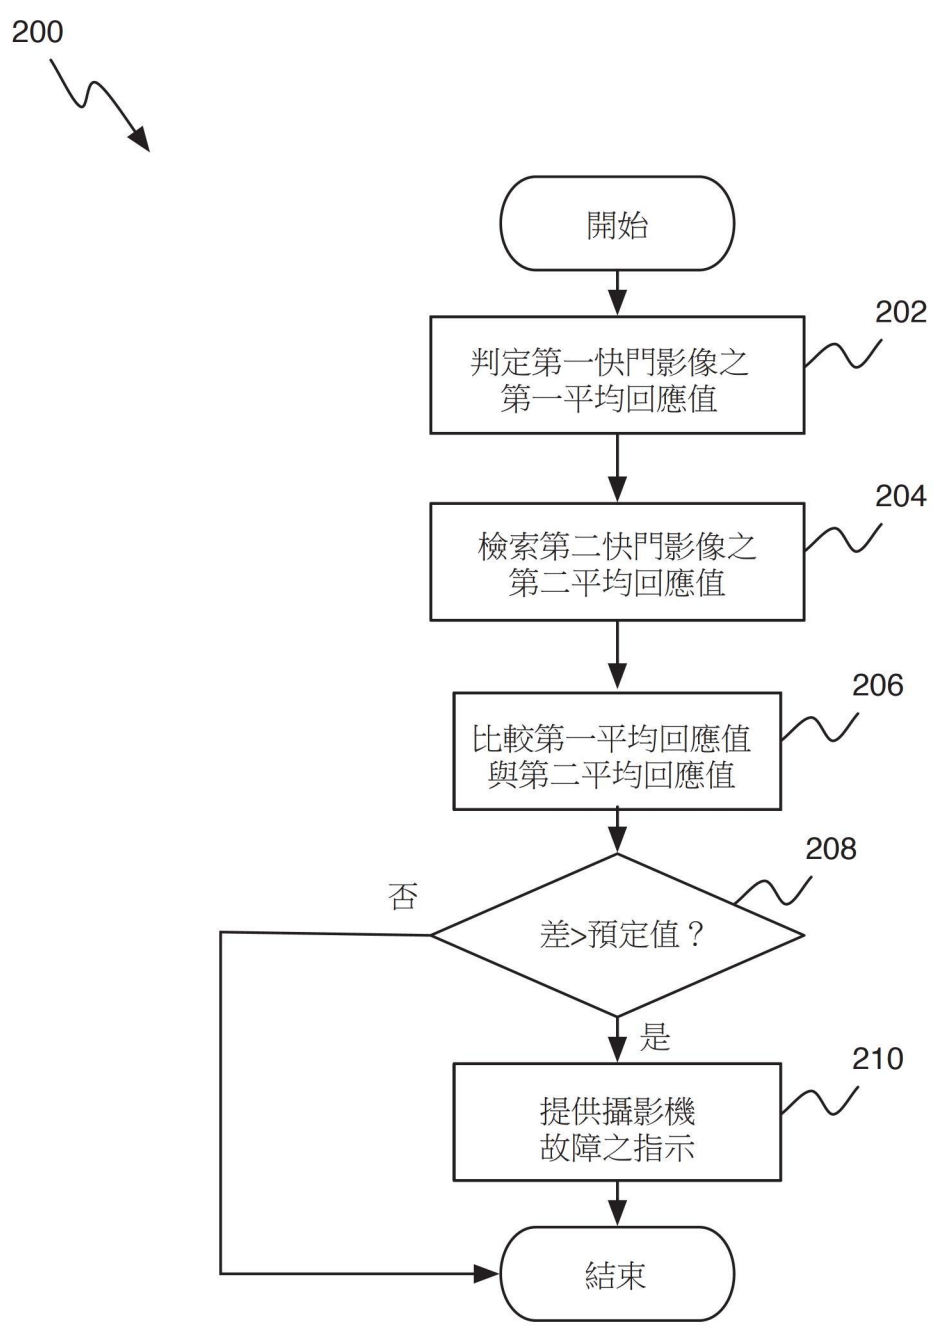 200
開始
202
判定第一快門影像之
第一平均回應值
204
檢索第二快門影像之
第二平均回應值
206
比較第一平均回應值
與第二平均回應值
208
否
差>預定值？
是
210
提供攝影機
故障之指示
結束